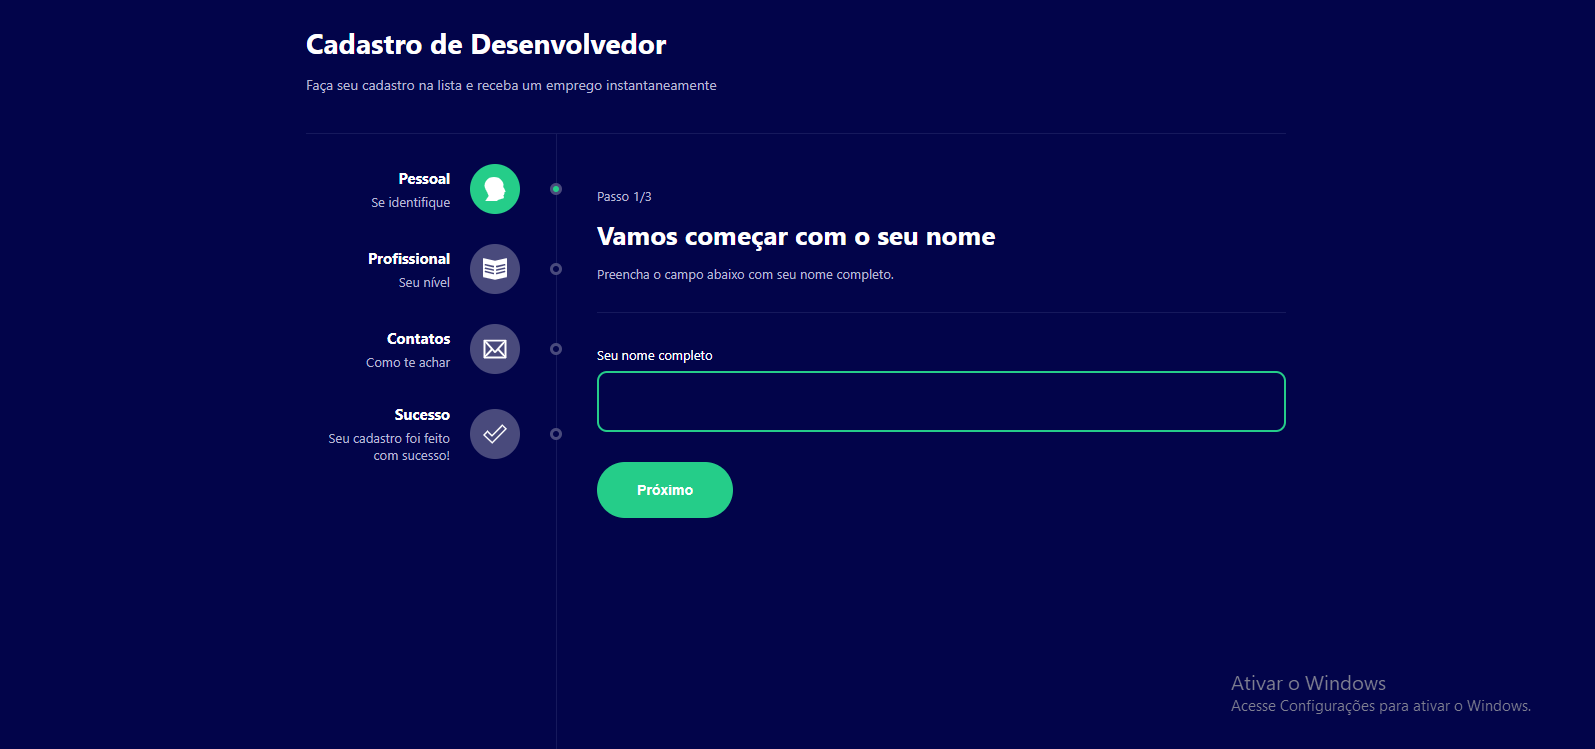 Cadastro de Desenvolvedor
Faça seu cadastro na lista e receba um emprego instantaneamente
Pessoal
Se identifique
Profissional
Seu nível
Contatos
Como te achar
Sucesso
Seu cadastro foi feito
com sucesso!
Passo 1/3
Vamos começar com o seu nome
Preencha o campo abaixo com seu nome completo.
Seu nome completo
Próximo
Ativar o Windows
Acesse Configurações para ativar o Windows.